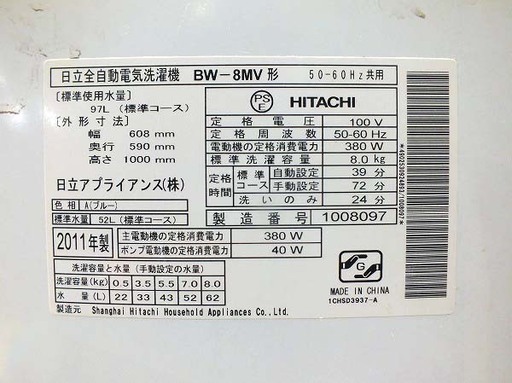 日立全自動電気洗濯機 BW-8MV形 50-60Hz共用
[標準使用水量]
97L (標準コース)
[外形寸法]
幅 608 mm
奥行 590 mm
高さ 1000 mm
日立アプライアンス(株)
色相 A(ブルー)
標準水量 52L (標準コース)
PSE HITACHI
定格電圧 100 V
定格周波数 50-60 Hz
電動機の定格消費電力 380 W
標準洗濯容量 8.0 kg
定格時間 標準コース 自動設定 39 分
手動設定 72 分
洗いのみ 24 分
製造番号 1008097
2011年製 主電動機の定格消費電力 380 W
ポンプ電動機の定格消費電力 40 W
洗濯容量と水量 (手動設定の水量)
洗濯容量(kg) 0.5 3.5 5.5 7.0 8.0
水量(L) 22 33 43 52 62
製造元 Shanghai Hitachi Household Appliances Co., Ltd.
G
MADE IN CHINA
1CHSD3937-A